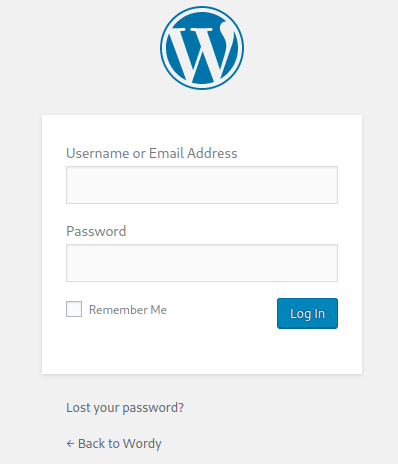 W
Username or Email Address
Password
Remember Me
Log In
Lost your password?
← Back to Wordy